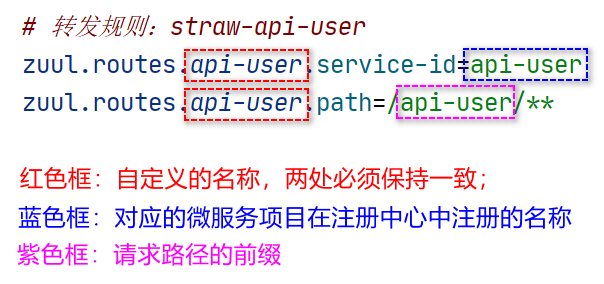 # 转发规则：straw-api-user
zuul.routes.api-user.service-id=api-user
zuul.routes.api-user.path=/api-user/**
红色框：自定义的名称，两处必须保持一致；
蓝色框：对应的微服务项目在注册中心中注册的名称
紫色框：请求路径的前缀